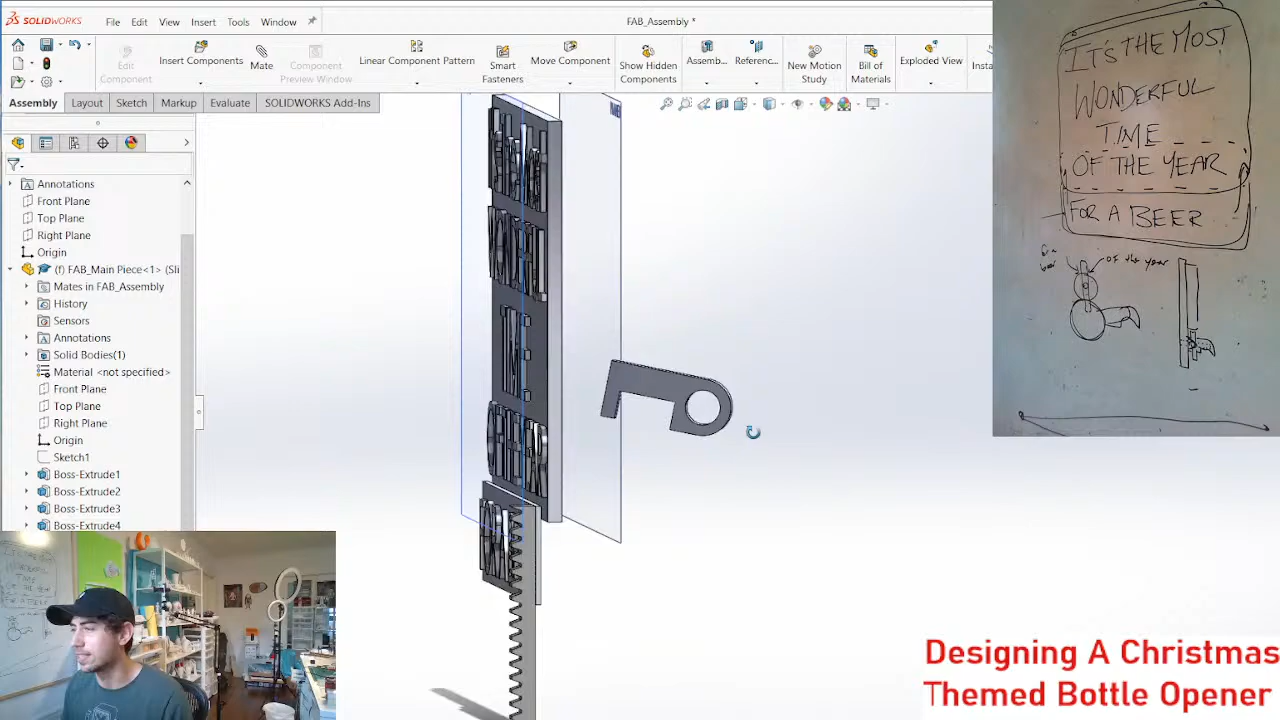 SOLIDWORKS
File Edit View Insert Tools Window
FAB_Assembly *
Edit Component
Insert Components
Mate
Component Preview Window
Linear Component Pattern
Smart Fasteners
Move Component
Show Hidden Components
Assemb...
Referenc...
New Motion Study
Bill of Materials
Exploded View
Insta
Assembly Layout Sketch Markup Evaluate SOLIDWORKS Add-Ins
Annotations
Front Plane
Top Plane
Right Plane
Origin
(f) FAB_Main Piece<1> (Sli
Mates in FAB_Assembly
History
Sensors
Annotations
Solid Bodies(1)
Material <not specified>
Front Plane
Top Plane
Right Plane
Origin
Sketch1
Boss-Extrude1
Boss-Extrude2
Boss-Extrude3
Boss-Extrude4
IT'S THE MOST
WONDERFUL
TIME
OF THE YEAR
FOR A BEER
of the year
Designing A Christmas
Themed Bottle Opener